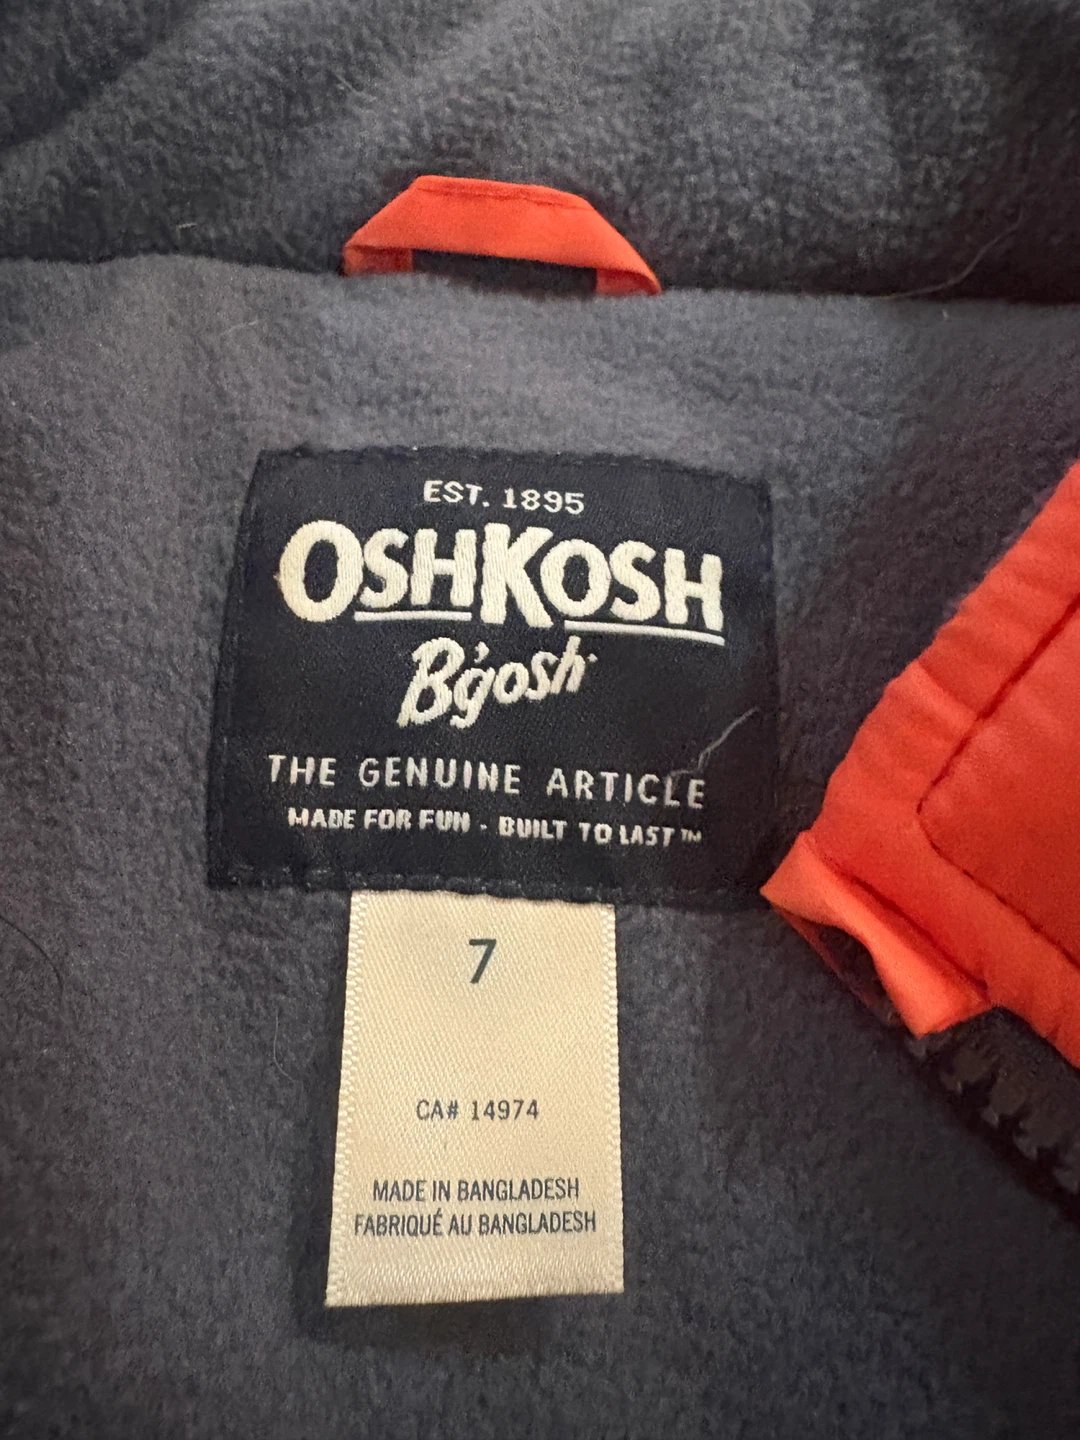 EST. 1895
OSHKOSH
B'gosh
THE GENUINE ARTICLE
MADE FOR FUN - BUILT TO LAST™
7
CA# 14974
MADE IN BANGLADESH
FABRIQUÉ AU BANGLADESH